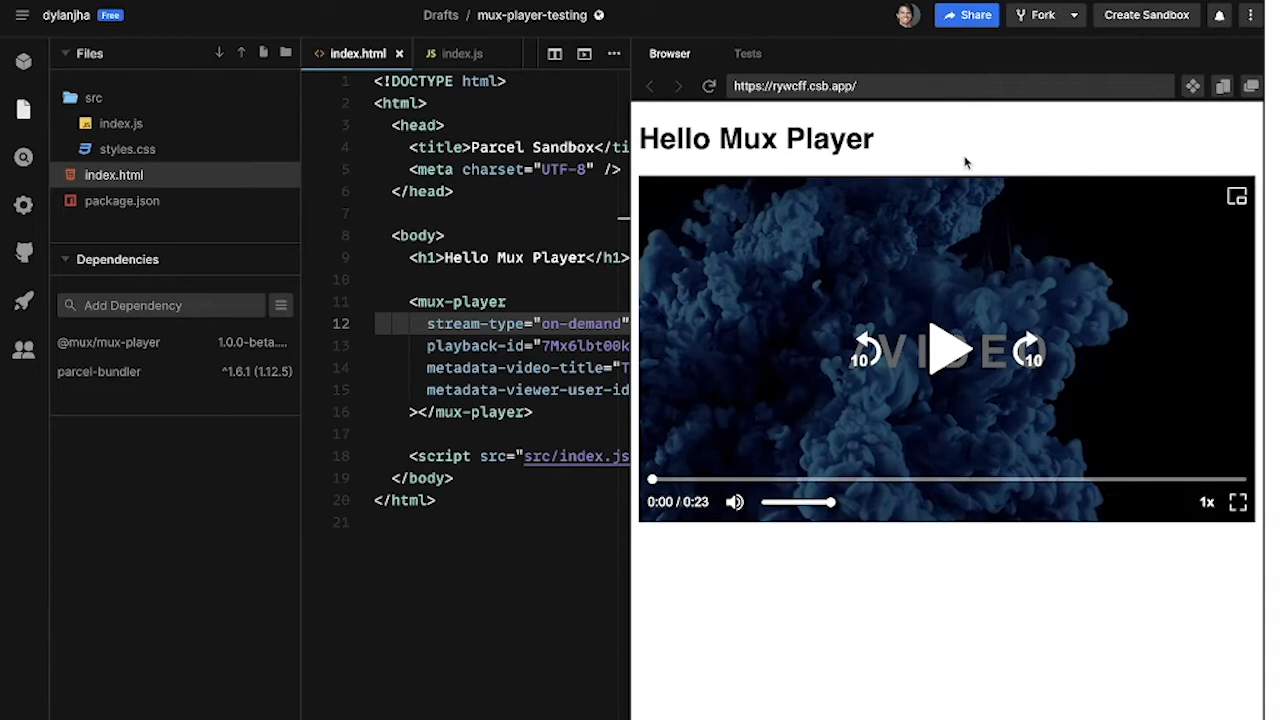 dylanjha Free
Drafts / mux-player-testing
Share
Fork
Create Sandbox
Files
src
JS index.js
styles.css
index.html
package.json
Dependencies
Add Dependency
@mux/mux-player 1.0.0-beta....
parcel-bundler ^1.6.1 (1.12.5)
<> index.html × JS index.js ...
1 <!DOCTYPE html>
2 <html>
3 <head>
4 <title>Parcel Sandbox</ti
5 <meta charset="UTF-8" />
6 </head>
7
8 <body>
9 <h1>Hello Mux Player</h1>
10
11 <mux-player
12 stream-type="on-demand"
13 playback-id="7Mx6lbt00k
14 metadata-video-title="T
15 metadata-viewer-user-id
16 ></mux-player>
17
18 <script src="src/index.js
19 </body>
20 </html>
21
Browser Tests
https://rywcff.csb.app/
Hello Mux Player
10 10
0:00 / 0:23 1x